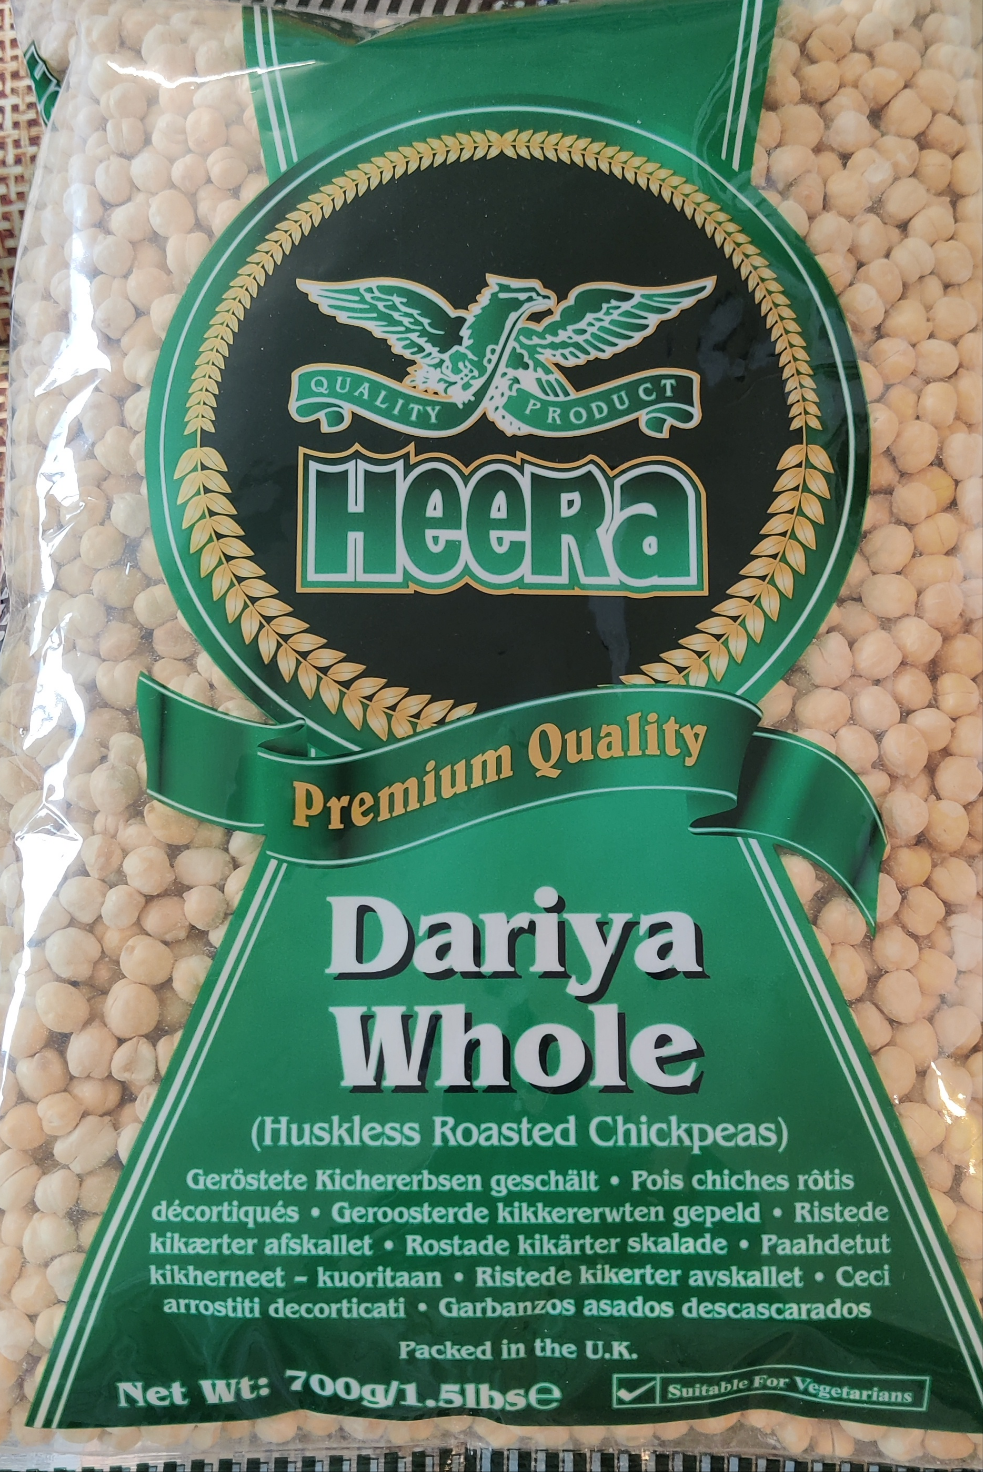 QUALITY PRODUCT
HeeRa
Premium Quality
Dariya
Whole
(Huskless Roasted Chickpeas)
Geröstete Kichererbsen geschält • Pois chiches rôtis
décortiqués • Geroosterde kikkererwten gepeld • Ristede
kikærter afskallet • Rostade kikärter skalade • Paahdetut
kikherneet – kuoritaan • Ristede kikerter avskallet • Ceci
arrostiti decorticati • Garbanzos asados descascarados
Packed in the U.K.
Net Wt: 700g/1.5lbs℮
Suitable For Vegetarians